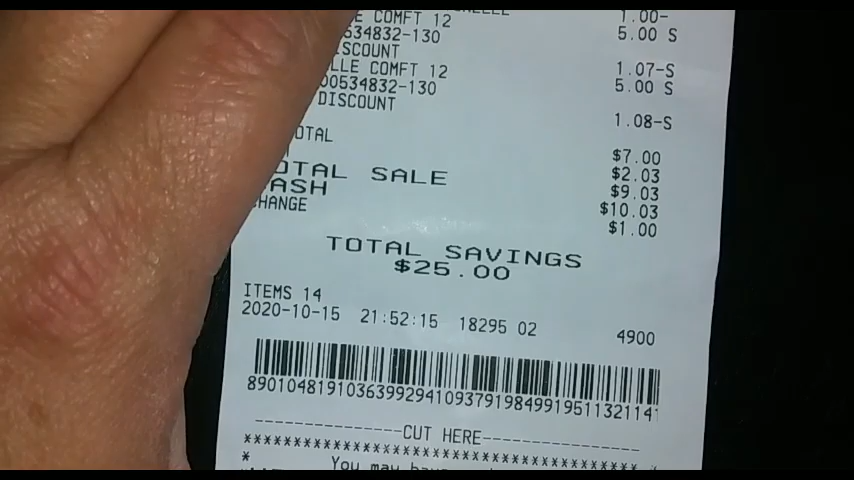 1.00-
E COMFT 12 5.00 S
534832-130
ISCOUNT 1.07-S
LLE COMFT 12 5.00 S
00534832-130
DISCOUNT 1.08-S
OTAL $7.00
$2.03
OTAL SALE $9.03
ASH $10.03
HANGE $1.00
TOTAL SAVINGS
$25.00
ITEMS 14
2020-10-15 21:52:15 18295 02 4900
89010481910363992941093791984991951132114
---------------CUT HERE---------------
You may have